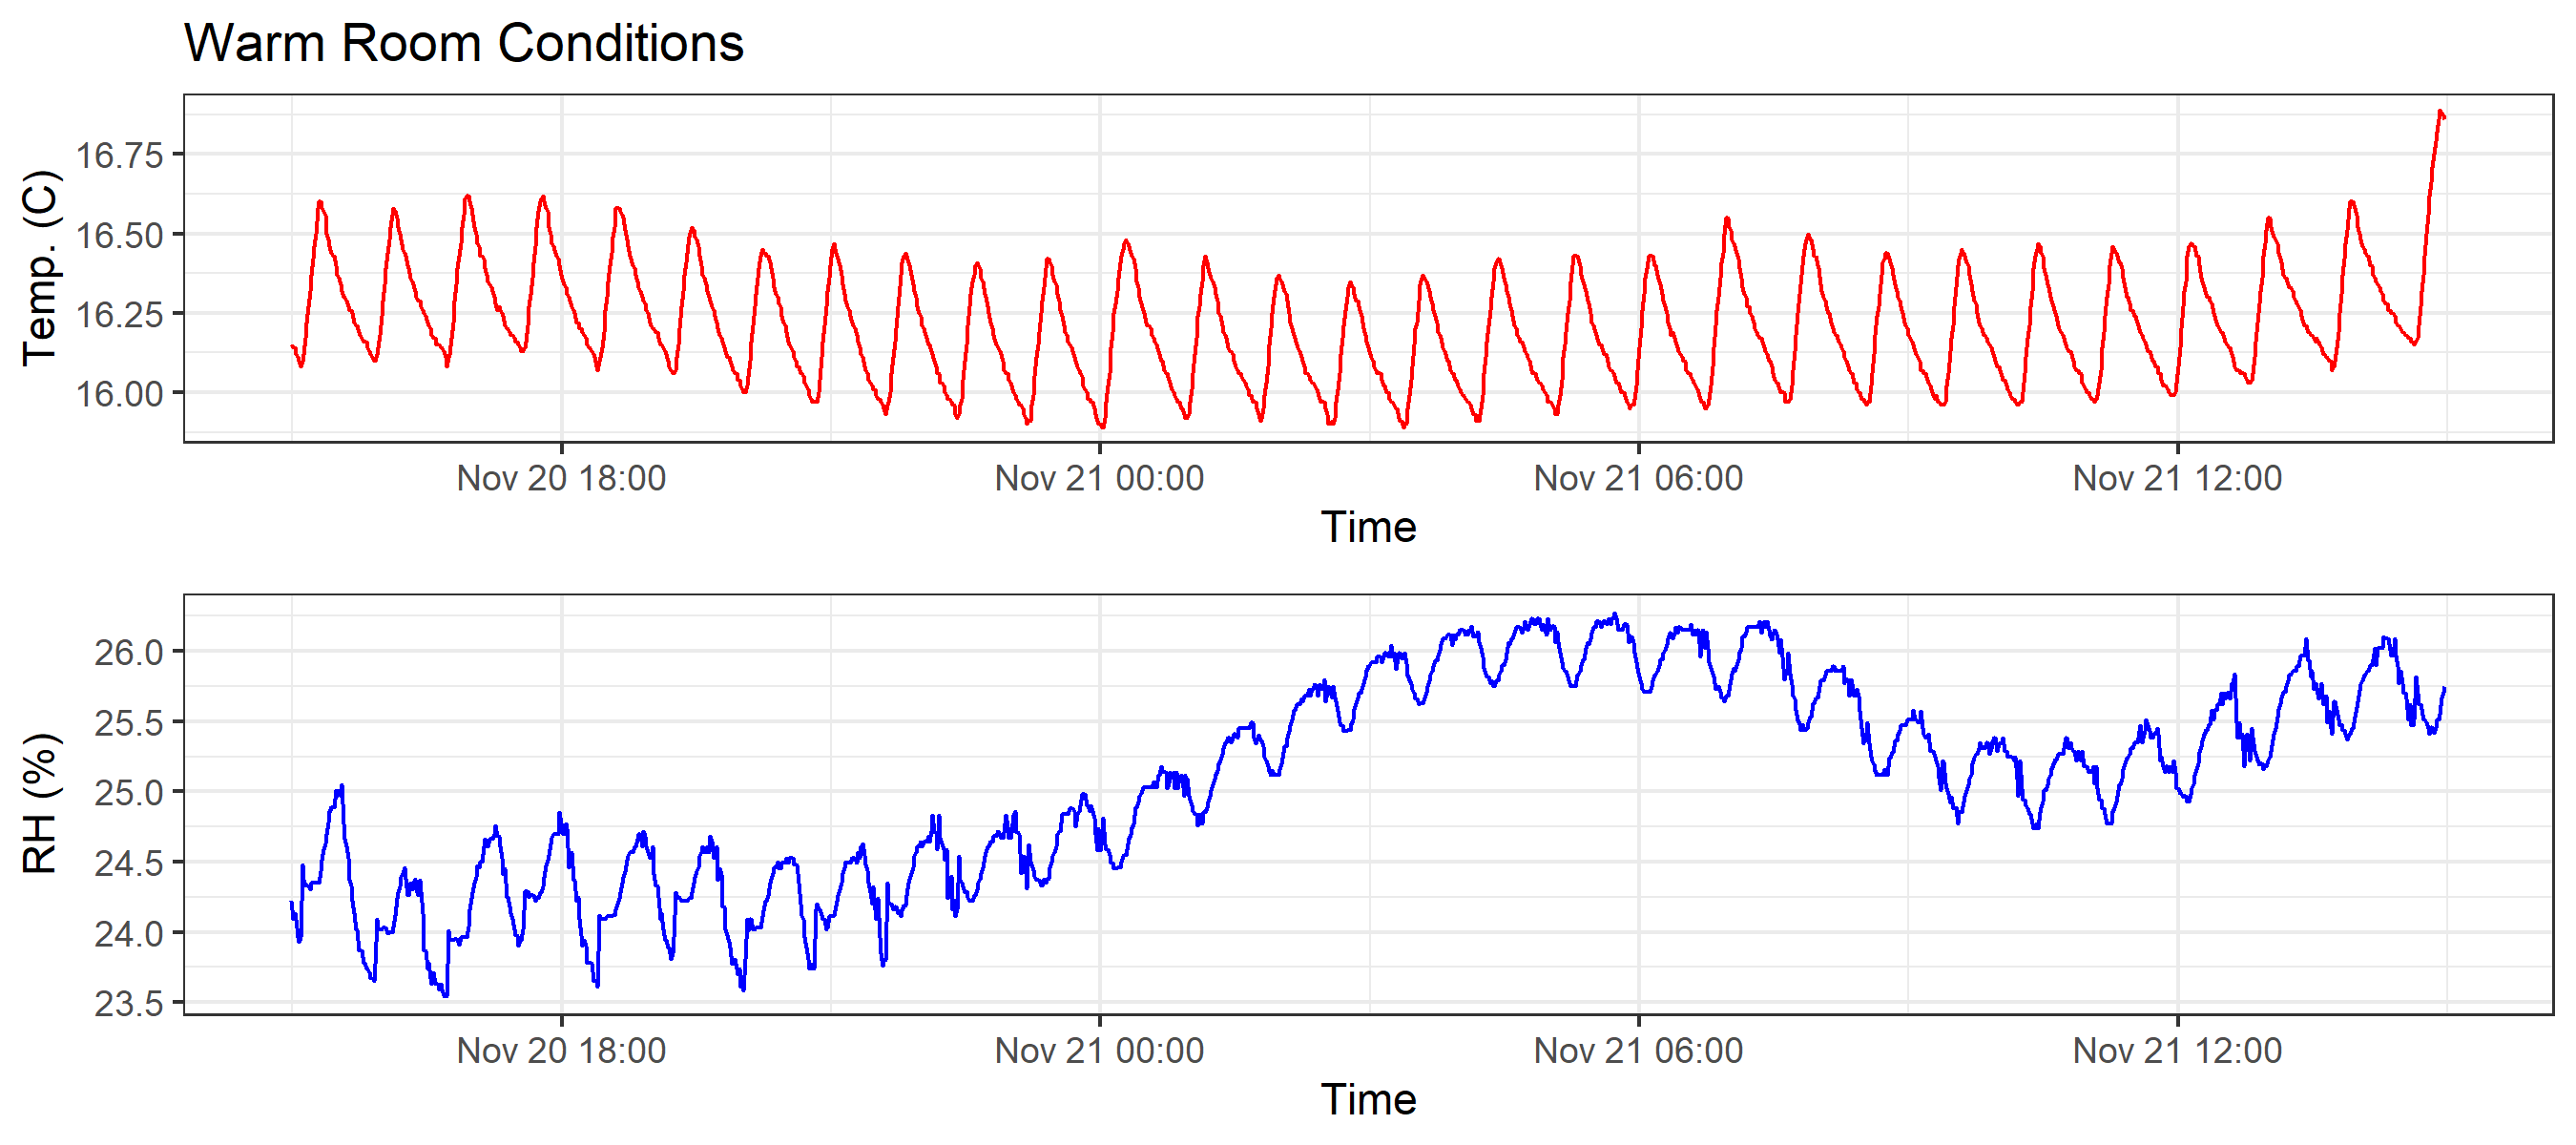 Warm Room Conditions
Temp. (C)
16.75
16.50
16.25
16.00
Nov 20 18:00 Nov 21 00:00 Nov 21 06:00 Nov 21 12:00
Time
RH (%)
26.0
25.5
25.0
24.5
24.0
23.5
Nov 20 18:00 Nov 21 00:00 Nov 21 06:00 Nov 21 12:00
Time